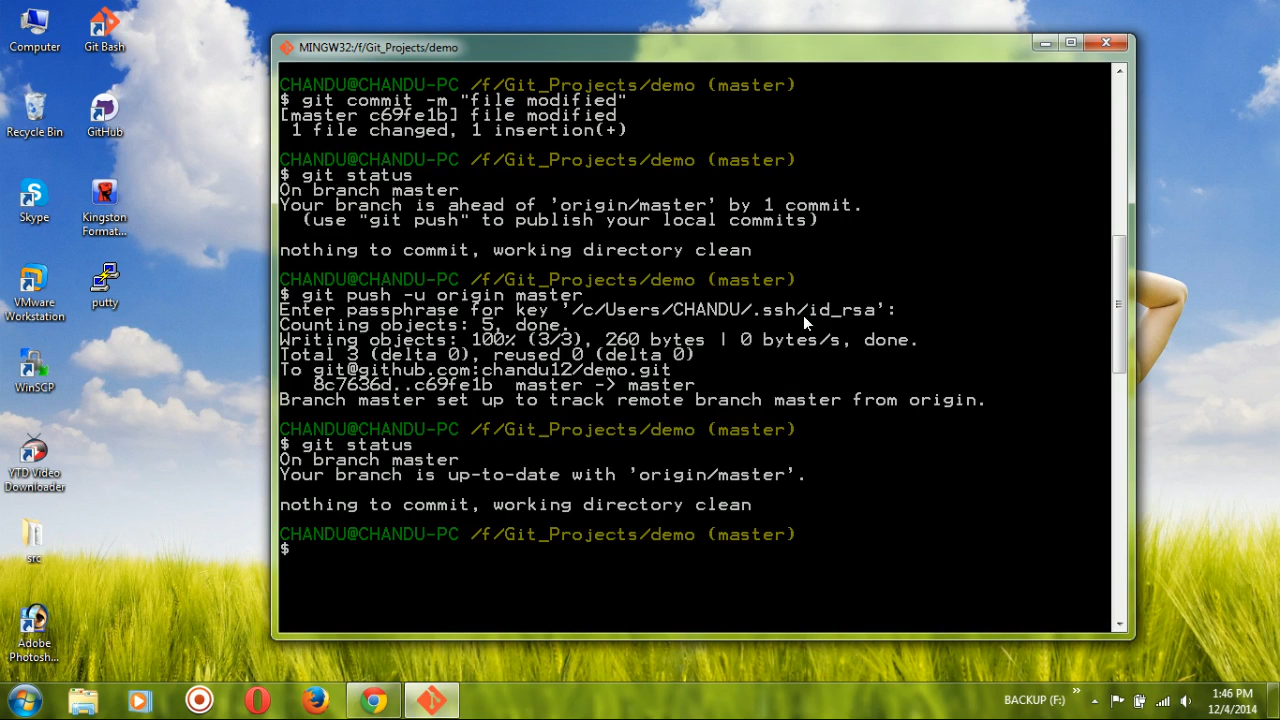 Computer
Git Bash
Recycle Bin
GitHub
Skype
Kingston
Format...
VMware
Workstation
putty
WinSCP
YTD Video
Downloader
src
Adobe
Photosh...
MINGW32:/f/Git_Projects/demo
CHANDU@CHANDU-PC /f/Git_Projects/demo (master)
$ git commit -m "file modified"
[master c69fe1b] file modified
 1 file changed, 1 insertion(+)
CHANDU@CHANDU-PC /f/Git_Projects/demo (master)
$ git status
On branch master
Your branch is ahead of 'origin/master' by 1 commit.
  (use "git push" to publish your local commits)
nothing to commit, working directory clean
CHANDU@CHANDU-PC /f/Git_Projects/demo (master)
$ git push -u origin master
Enter passphrase for key '/c/Users/CHANDU/.ssh/id_rsa':
Counting objects: 5, done.
Writing objects: 100% (3/3), 260 bytes | 0 bytes/s, done.
Total 3 (delta 0), reused 0 (delta 0)
To git@github.com:chandu12/demo.git
   8c7636d..c69fe1b  master -> master
Branch master set up to track remote branch master from origin.
CHANDU@CHANDU-PC /f/Git_Projects/demo (master)
$ git status
On branch master
Your branch is up-to-date with 'origin/master'.
nothing to commit, working directory clean
CHANDU@CHANDU-PC /f/Git_Projects/demo (master)
$
BACKUP (F:)
1:46 PM
12/4/2014